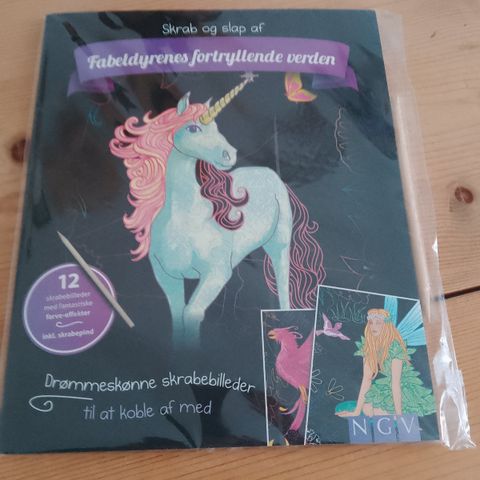 Skrab og slap af
Fabeldyrenes fortryllende verden
12
skrabebilleder
med fantastiske
farve-effekter
inkl. skrabepind
Drømmeskønne skrabebilleder
til at koble af med
NGV